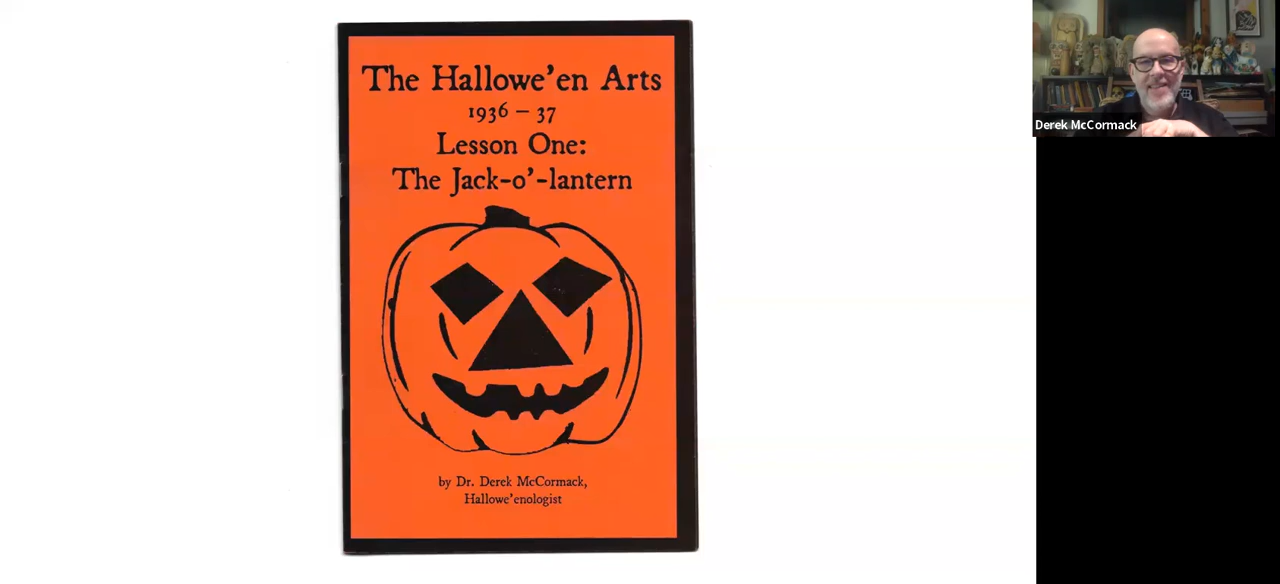 The Hallowe'en Arts
1936 – 37
Lesson One:
The Jack-o'-lantern
by Dr. Derek McCormack,
Hallowe'enologist
Derek McCormack